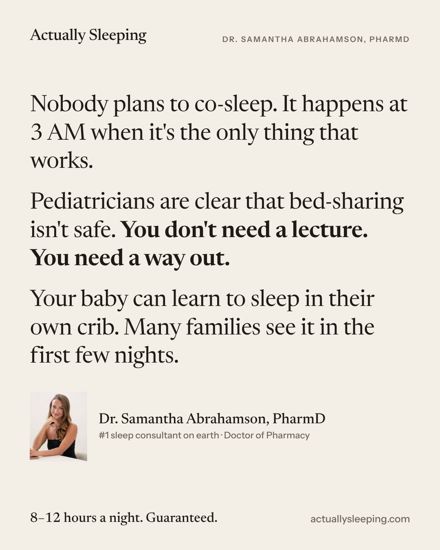 Actually Sleeping
DR. SAMANTHA ABRAHAMSON, PHARMD
Nobody plans to co-sleep. It happens at
3 AM when it's the only thing that
works.
Pediatricians are clear that bed-sharing
isn't safe. You don't need a lecture.
You need a way out.
Your baby can learn to sleep in their
own crib. Many families see it in the
first few nights.
Dr. Samantha Abrahamson, PharmD
#1 sleep consultant on earth · Doctor of Pharmacy
8–12 hours a night. Guaranteed.
actuallysleeping.com